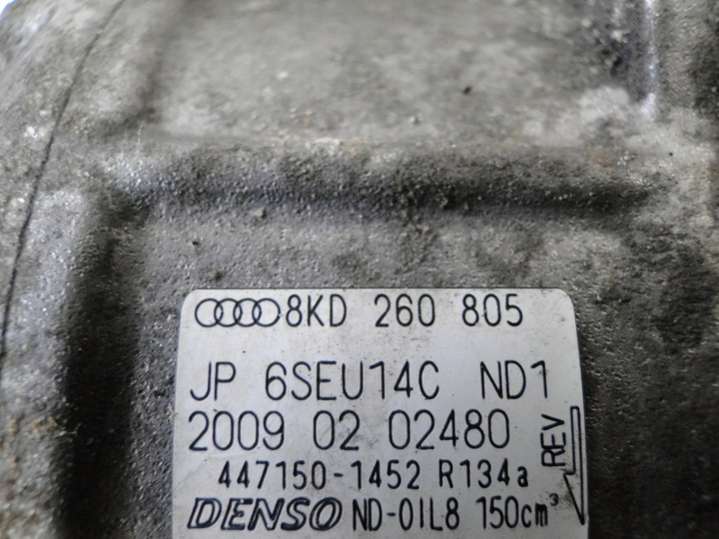 8KD 260 805
JP 6SEU14C ND1
2009 02 02480
447150-1452 R134a
DENSO ND-OIL8 150cm³
REV